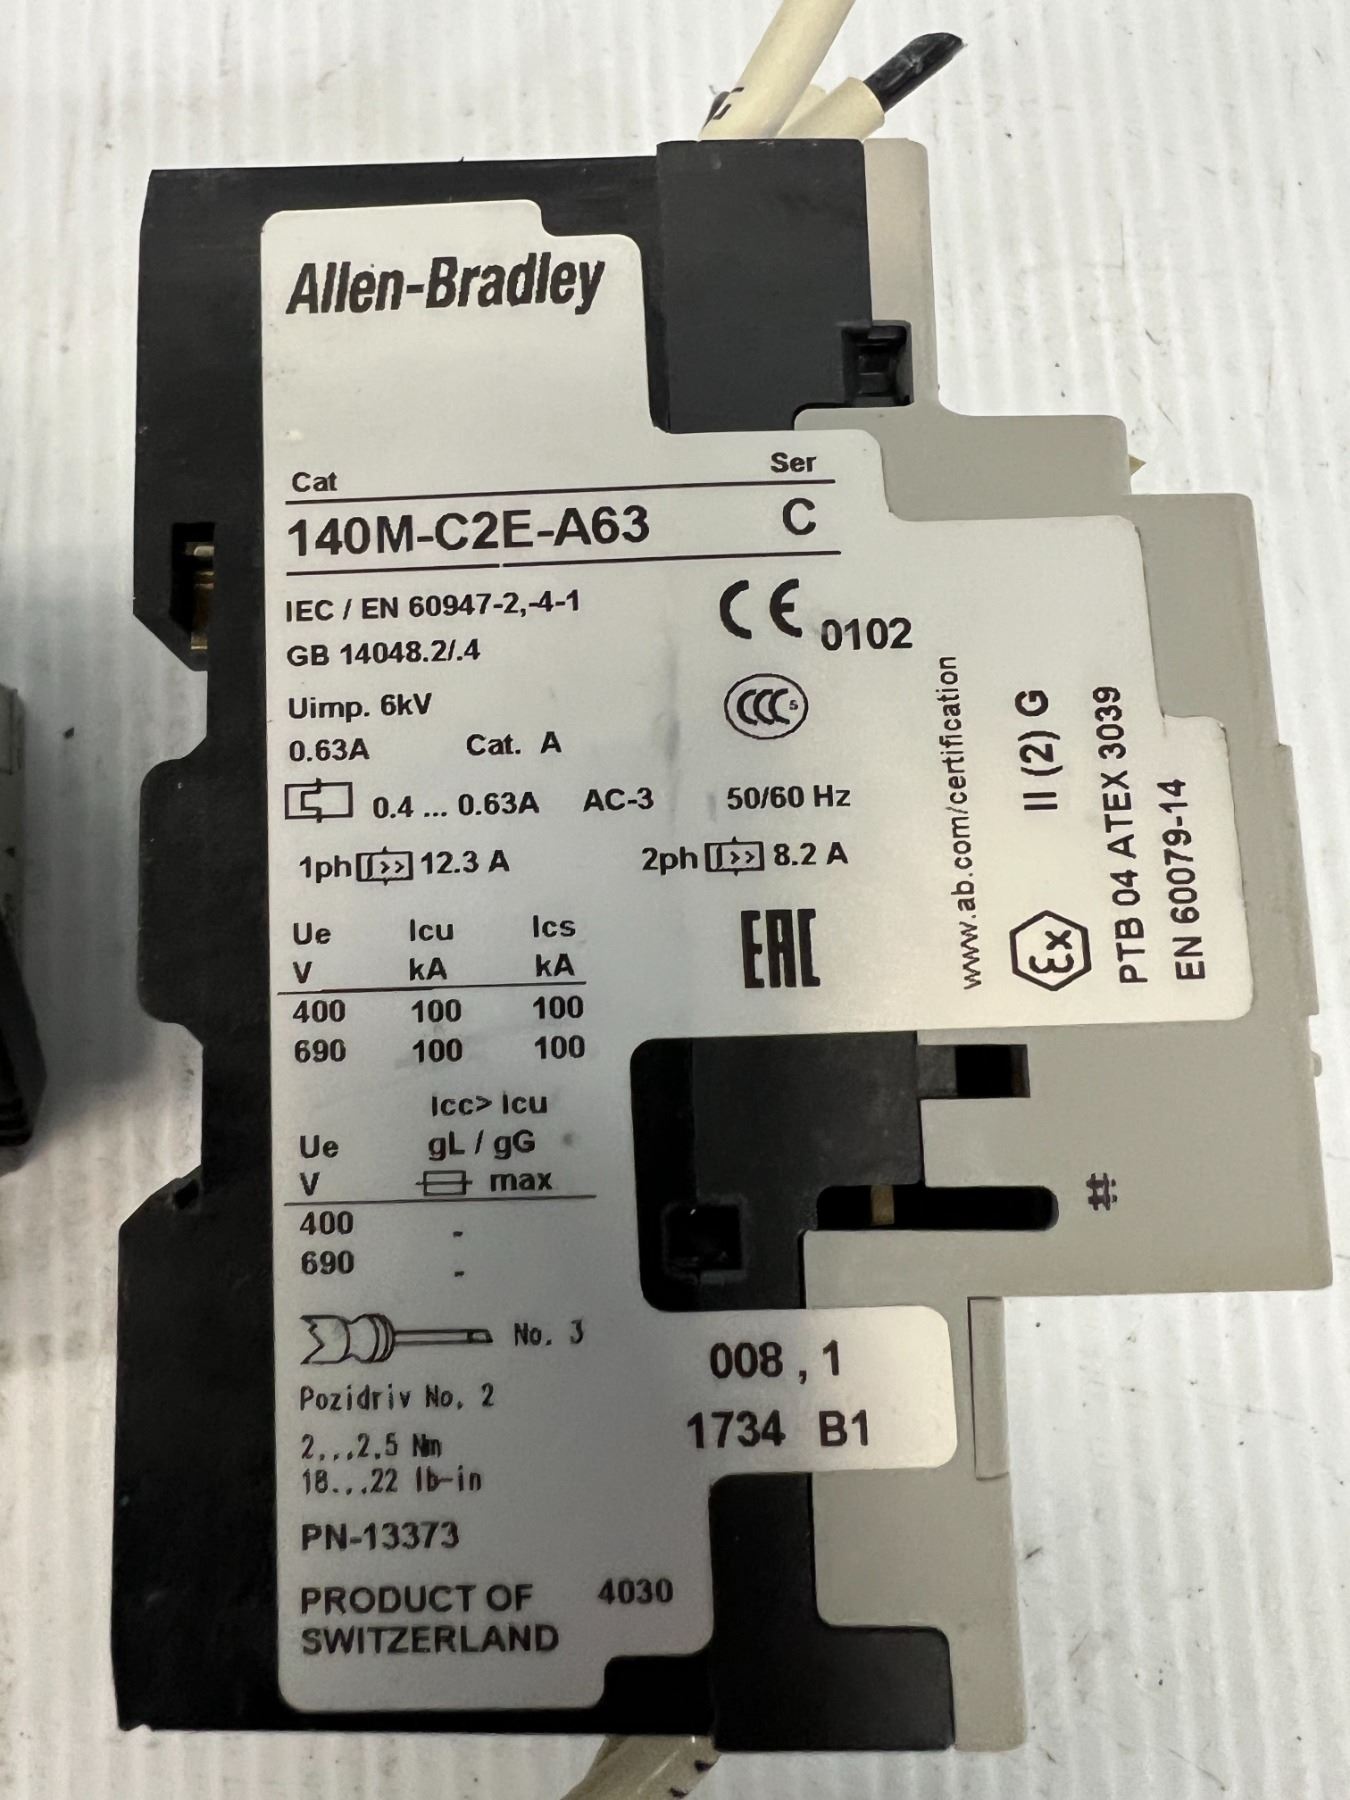 Allen-Bradley
Cat Ser
140M-C2E-A63 C
IEC / EN 60947-2,-4-1
GB 14048.2/.4
CE 0102
Uimp. 6kV
CCC S
0.63A Cat. A
0.4 ... 0.63A AC-3 50/60 Hz
1ph >> 12.3 A 2ph >> 8.2 A
Ue Icu Ics
V kA kA
400 100 100
690 100 100
EAC
www.ab.com/certification
Ex II (2) G
PTB 04 ATEX 3039
EN 60079-14
Icc> Icu
Ue gL / gG
V max
400 -
690 -
#
No. 3
Pozidriv No. 2
2...2.5 Nm
18...22 lb-in
008 , 1
1734 B1
PN-13373
PRODUCT OF 4030
SWITZERLAND